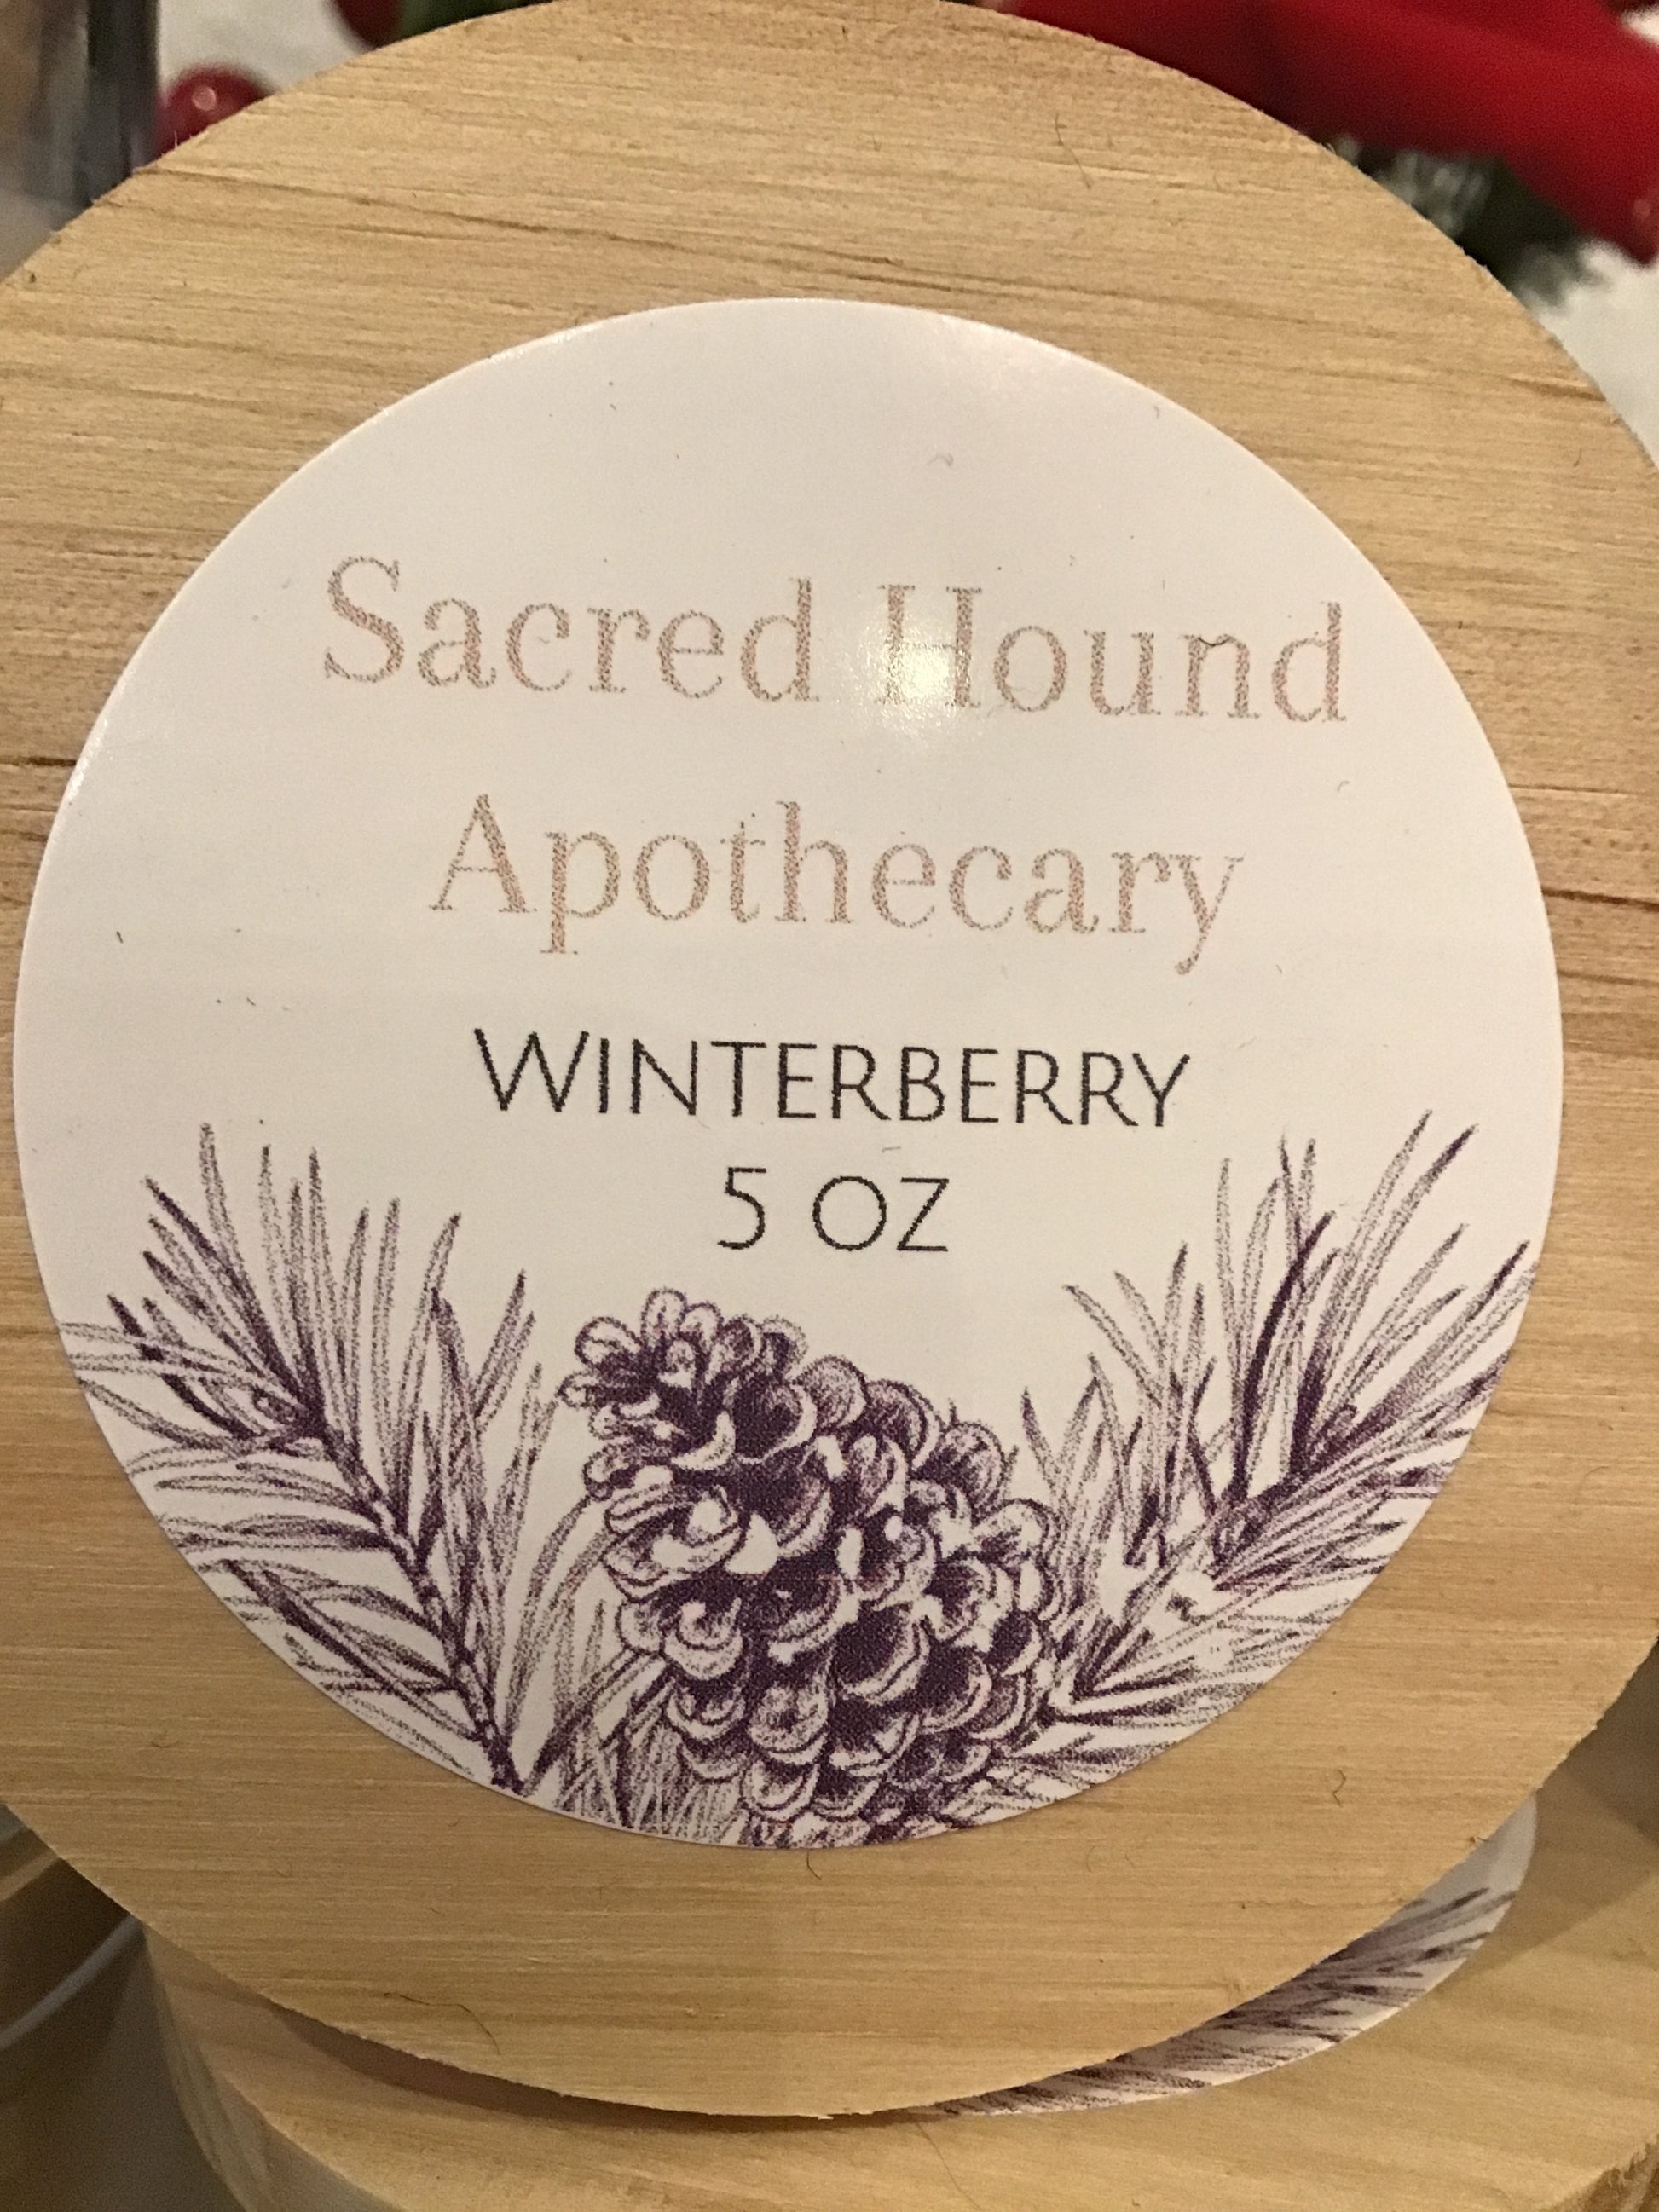 Sacred Hound
Apothecary
WINTERBERRY
5 OZ